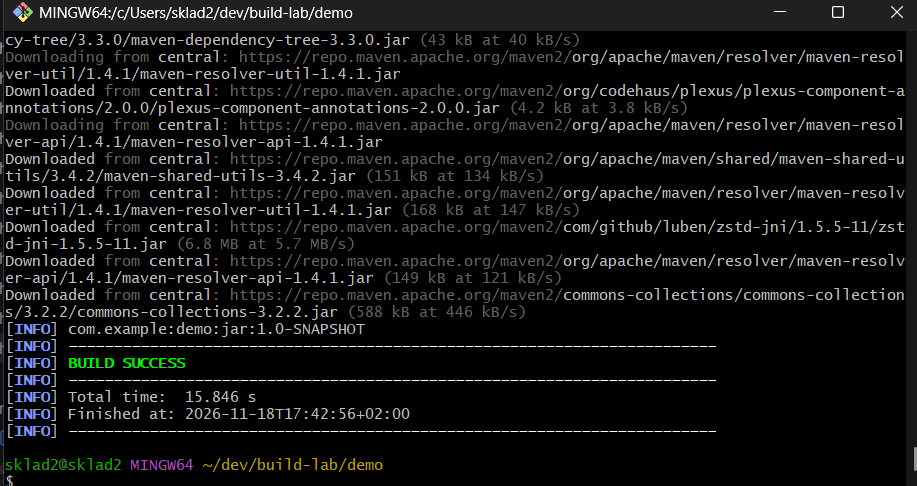 MINGW64:/c/Users/sklad2/dev/build-lab/demo
cy-tree/3.3.0/maven-dependency-tree-3.3.0.jar (43 kB at 40 kB/s)
Downloading from central: https://repo.maven.apache.org/maven2/org/apache/maven/resolver/maven-resol
ver-util/1.4.1/maven-resolver-util-1.4.1.jar
Downloaded from central: https://repo.maven.apache.org/maven2/org/codehaus/plexus/plexus-component-a
nnotations/2.0.0/plexus-component-annotations-2.0.0.jar (4.2 kB at 3.8 kB/s)
Downloading from central: https://repo.maven.apache.org/maven2/org/apache/maven/resolver/maven-resol
ver-api/1.4.1/maven-resolver-api-1.4.1.jar
Downloaded from central: https://repo.maven.apache.org/maven2/org/apache/maven/shared/maven-shared-u
tils/3.4.2/maven-shared-utils-3.4.2.jar (151 kB at 134 kB/s)
Downloaded from central: https://repo.maven.apache.org/maven2/org/apache/maven/resolver/maven-resolv
er-util/1.4.1/maven-resolver-util-1.4.1.jar (168 kB at 147 kB/s)
Downloaded from central: https://repo.maven.apache.org/maven2/com/github/luben/zstd-jni/1.5.5-11/zst
d-jni-1.5.5-11.jar (6.8 MB at 5.7 MB/s)
Downloaded from central: https://repo.maven.apache.org/maven2/org/apache/maven/resolver/maven-resolv
er-api/1.4.1/maven-resolver-api-1.4.1.jar (149 kB at 121 kB/s)
Downloaded from central: https://repo.maven.apache.org/maven2/commons-collections/commons-collection
s/3.2.2/commons-collections-3.2.2.jar (588 kB at 446 kB/s)
[INFO] com.example:demo:jar:1.0-SNAPSHOT
[INFO] ------------------------------------------------------------------------
[INFO] BUILD SUCCESS
[INFO] ------------------------------------------------------------------------
[INFO] Total time:  15.846 s
[INFO] Finished at: 2026-11-18T17:42:56+02:00
[INFO] ------------------------------------------------------------------------
sklad2@sklad2 MINGW64 ~/dev/build-lab/demo
$